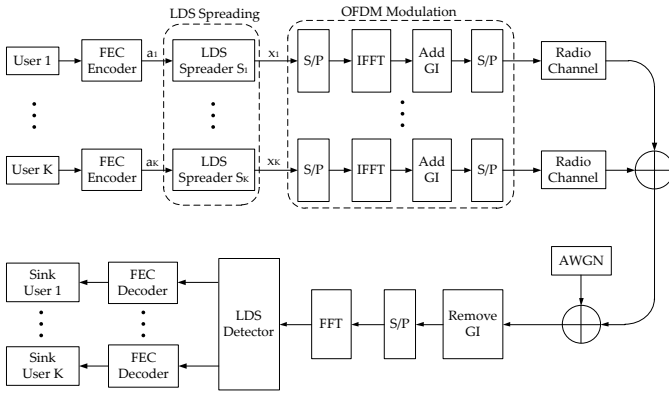 LDS Spreading
OFDM Modulation
User 1
FEC
Encoder
a1
LDS
Spreader S1
x1
S/P
IFFT
Add
GI
S/P
Radio
Channel
User K
FEC
Encoder
aK
LDS
Spreader SK
xK
S/P
IFFT
Add
GI
S/P
Radio
Channel
AWGN
Sink
User 1
FEC
Decoder
LDS
Detector
FFT
S/P
Remove
GI
Sink
User K
FEC
Decoder